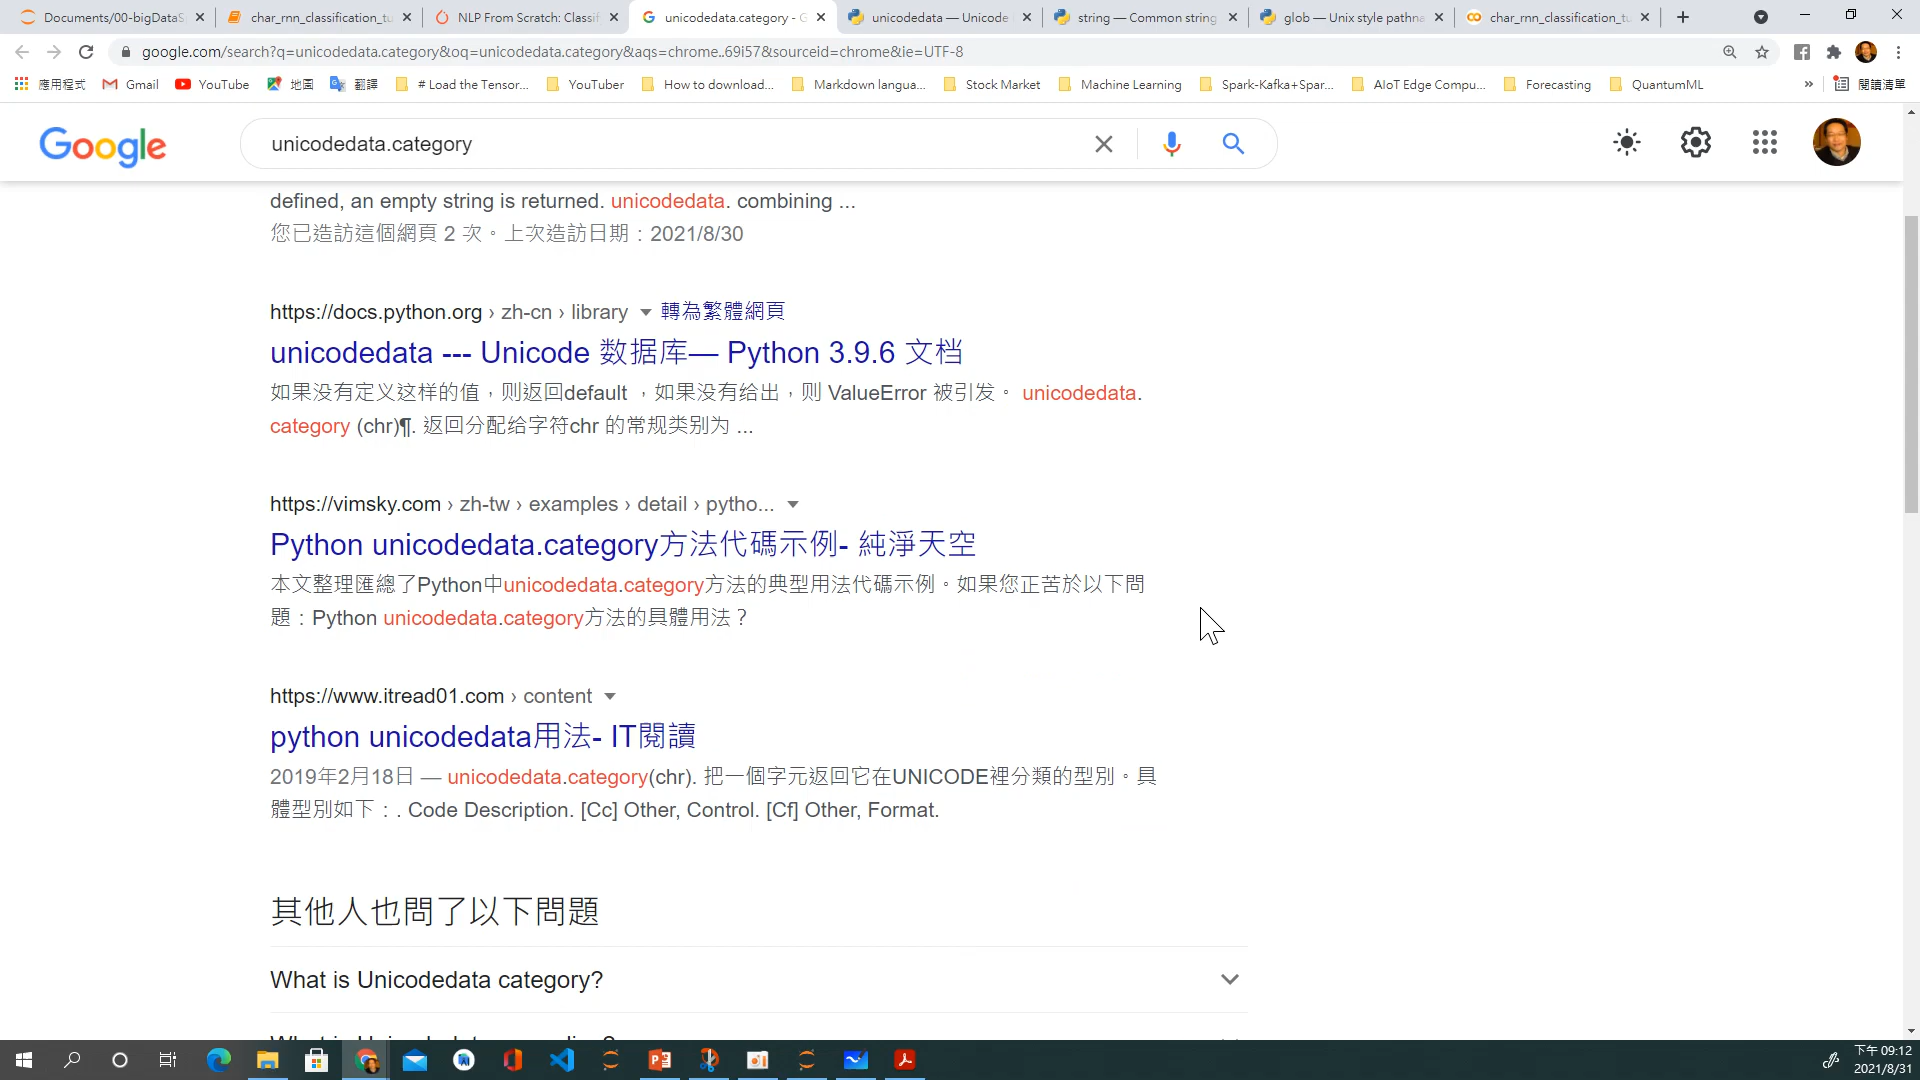 Documents/00-bigDataS
char_rnn_classification_tu
NLP From Scratch: Classif
unicodedata.category - G
unicodedata — Unicode
string — Common string
glob — Unix style pathna
char_rnn_classification_tu
google.com/search?q=unicodedata.category&oq=unicodedata.category&aqs=chrome..69i57&sourceid=chrome&ie=UTF-8
應用程式 Gmail YouTube 地圖 翻譯 # Load the Tensor... YouTuber How to download... Markdown langua... Stock Market Machine Learning Spark-Kafka+Spar... AIoT Edge Compu... Forecasting QuantumML » 閱讀清單
Google
unicodedata.category
defined, an empty string is returned. unicodedata. combining ...
您已造訪這個網頁 2 次。上次造訪日期：2021/8/30
https://docs.python.org › zh-cn › library 轉為繁體網頁
unicodedata --- Unicode 数据库— Python 3.9.6 文档
如果没有定义这样的值，则返回default ，如果没有给出，则 ValueError 被引发。 unicodedata.
category (chr)¶. 返回分配给字符chr 的常规类别为 ...
https://vimsky.com › zh-tw › examples › detail › pytho...
Python unicodedata.category方法代碼示例- 純淨天空
本文整理匯總了Python中unicodedata.category方法的典型用法代碼示例。如果您正苦於以下問
題：Python unicodedata.category方法的具體用法？
https://www.itread01.com › content
python unicodedata用法- IT閱讀
2019年2月18日 — unicodedata.category(chr). 把一個字元返回它在UNICODE裡分類的型別。具
體型別如下：. Code Description. [Cc] Other, Control. [Cf] Other, Format.
其他人也問了以下問題
What is Unicodedata category?
下午 09:12
2021/8/31